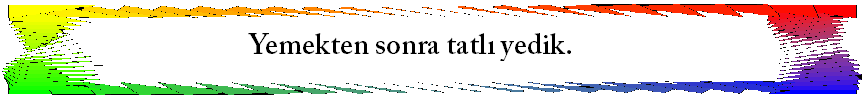 Yemekten sonra tatlı yedik.